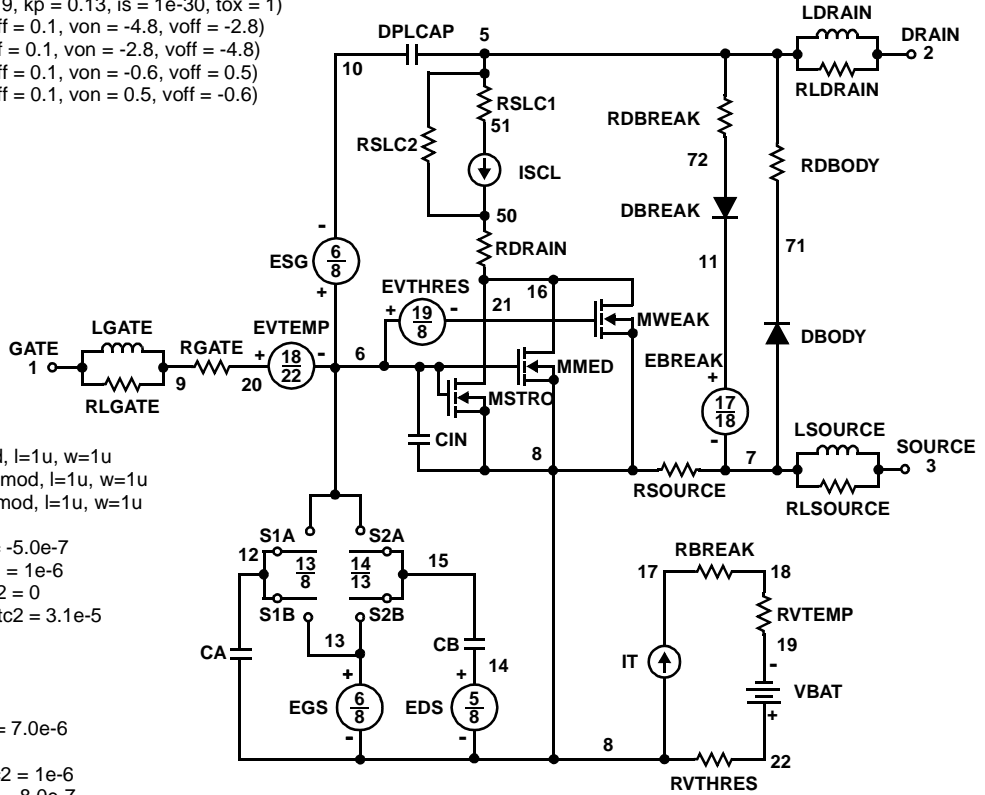 9, kp = 0.13, is = 1e-30, tox = 1)
ff = 0.1, von = -4.8, voff = -2.8)
f = 0.1, von = -2.8, voff = -4.8)
ff = 0.1, von = -0.6, voff = 0.5)
ff = 0.1, von = 0.5, voff = -0.6)
DPLCAP
5
10
LDRAIN
DRAIN
2
RLDRAIN
RSLC1
51
RSLC2
ISCL
50
RDRAIN
RDBREAK
72
RDBODY
DBREAK
11
71
-
ESG
6
8
+
EVTHRES
+
19
8
-
21
16
MWEAK
LGATE
GATE
1
RLGATE
9
RGATE
20
EVTEMP
+
18
22
-
6
MMED
MSTRO
EBREAK
+
17
18
-
DBODY
CIN
8
RSOURCE
7
LSOURCE
SOURCE
3
RLSOURCE
d, l=1u, w=1u
mod, l=1u, w=1u
mod, l=1u, w=1u
= -5.0e-7
= 1e-6
2 = 0
tc2 = 3.1e-5
S1A
S2A
12
13
8
14
13
15
S1B
S2B
13
CA
CB
14
+
EGS
6
8
-
+
EDS
5
8
-
RBREAK
17
18
RVTEMP
19
-
IT
VBAT
+
8
22
RVTHRES
= 7.0e-6
c2 = 1e-6
= -8.0e-7